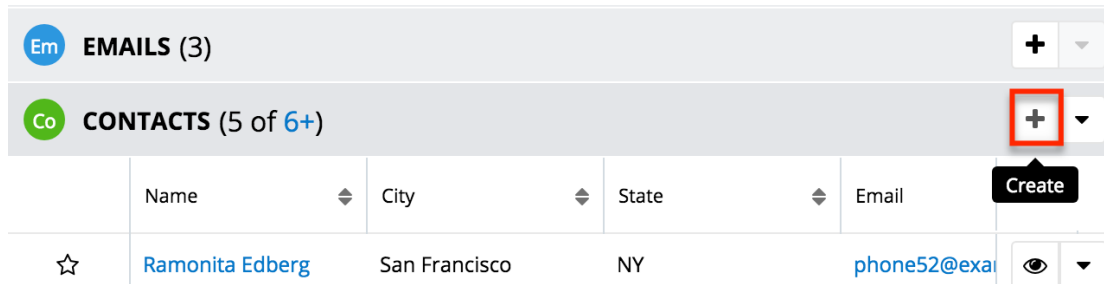 Em EMAILS (3)
Co CONTACTS (5 of 6+)
Create
Name City State Email
Ramonita Edberg San Francisco NY phone52@exa